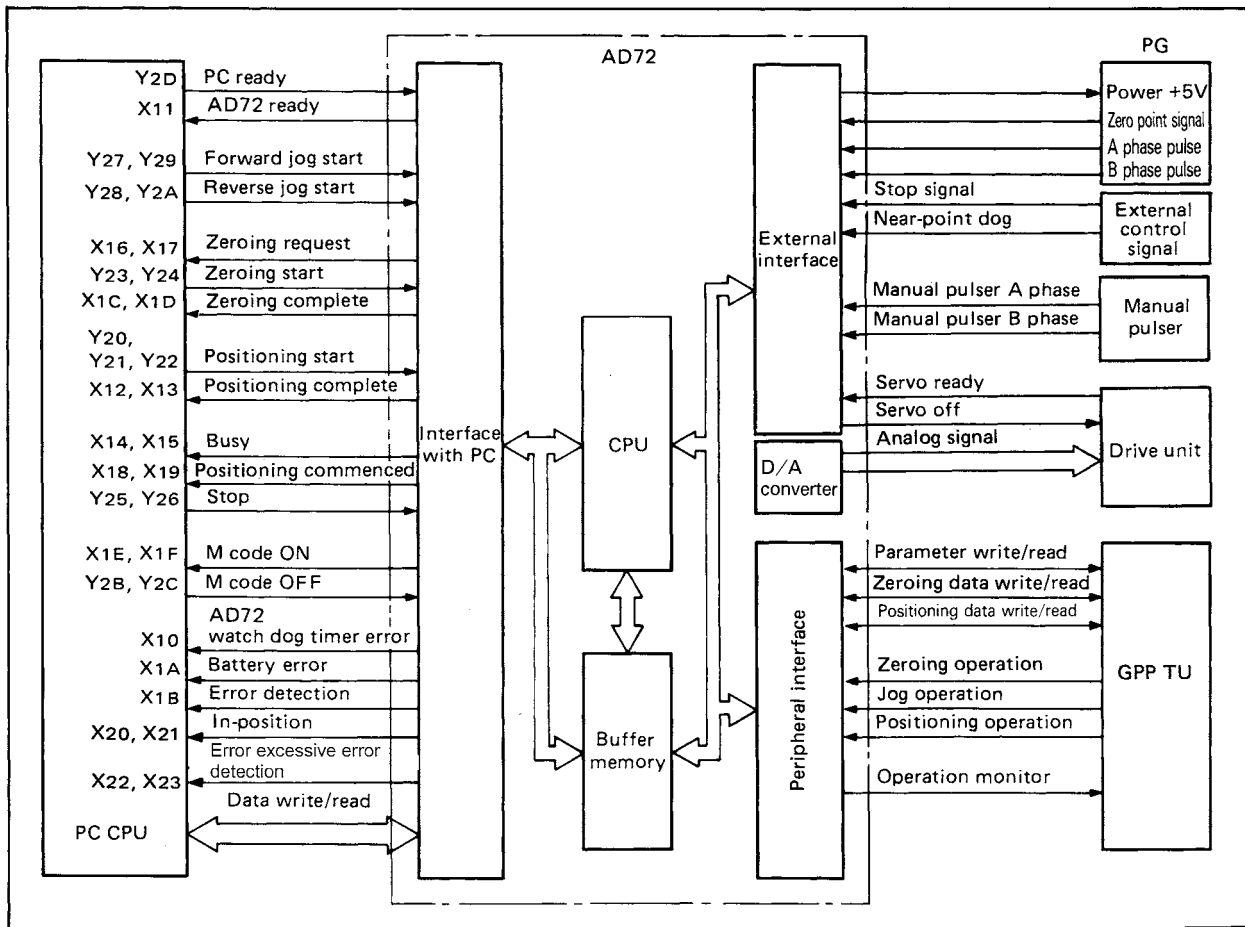 AD72
PG
Y2D PC ready
X11 AD72 ready
Y27, Y29 Forward jog start
Y28, Y2A Reverse jog start
X16, X17 Zeroing request
Y23, Y24 Zeroing start
X1C, X1D Zeroing complete
Y20,
Y21, Y22 Positioning start
X12, X13 Positioning complete
X14, X15 Busy
X18, X19 Positioning commenced
Y25, Y26 Stop
X1E, X1F M code ON
Y2B, Y2C M code OFF
AD72
X10 watch dog timer error
X1A Battery error
X1B Error detection
X20, X21 In-position
Error excessive error
detection
X22, X23
Data write/read
PC CPU
Interface
with PC
CPU
Buffer
memory
External
interface
D/A
converter
Peripheral interface
Power +5V
Zero point signal
A phase pulse
B phase pulse
Stop signal
Near-point dog
External
control
signal
Manual pulser A phase
Manual pulser B phase
Manual
pulser
Servo ready
Servo off
Analog signal
Drive unit
Parameter write/read
Zeroing data write/read
Positioning data write/read
Zeroing operation
Jog operation
Positioning operation
Operation monitor
GPP TU